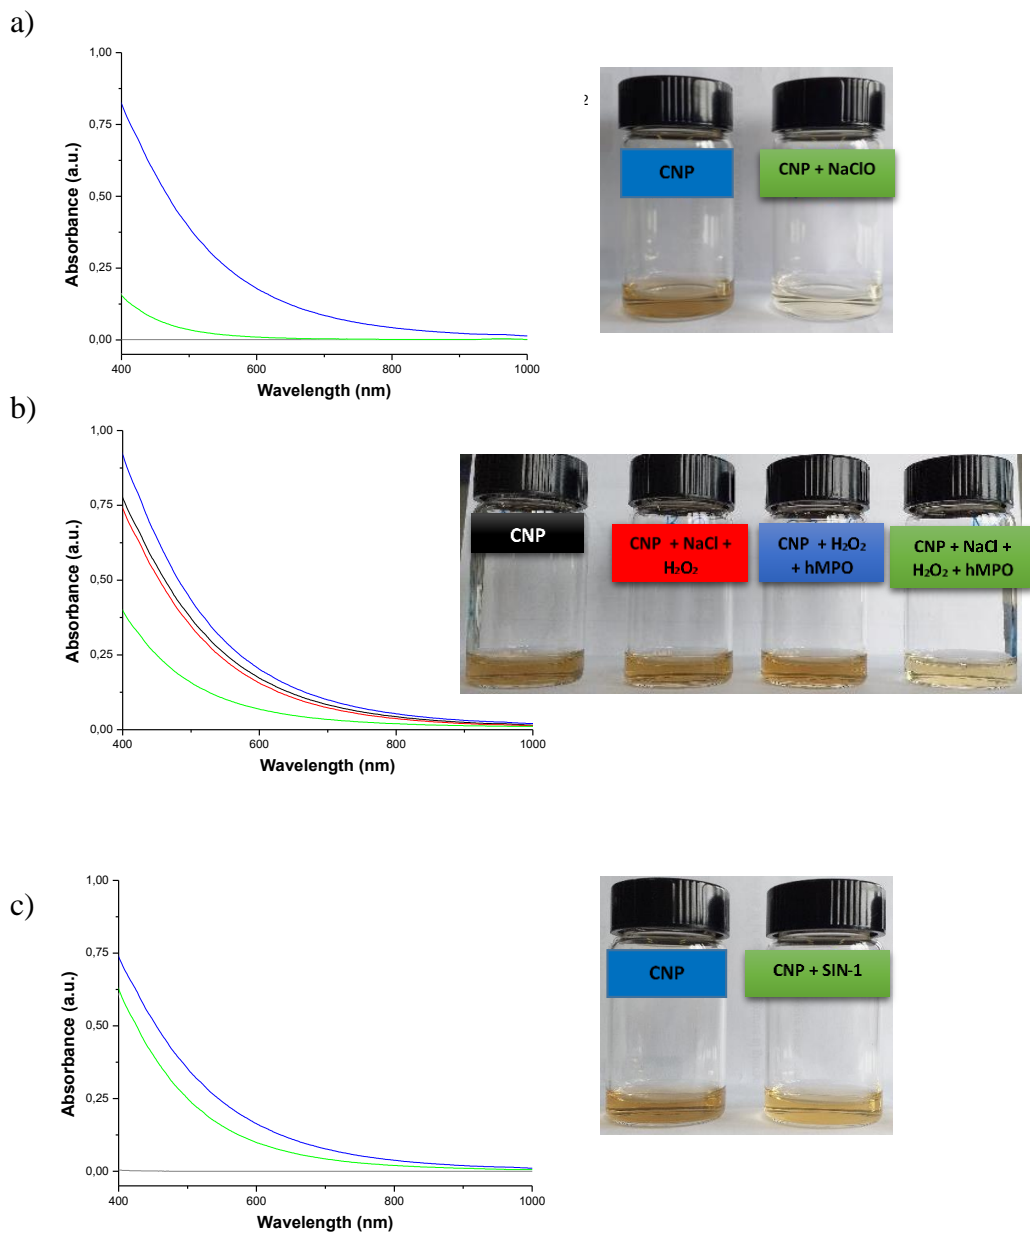 a)
1,00
0,75
0,50
0,25
0,00
400
600
800
1000
Absorbance (a.u.)
Wavelength (nm)
2
CNP
CNP + NaClO
b)
1,00
0,75
0,50
0,25
0,00
400
600
800
1000
Absorbance (a.u.)
Wavelength (nm)
CNP
CNP + NaCl +
H₂O₂
CNP + H₂O₂
+ hMPO
CNP + NaCl +
H₂O₂ + hMPO
c)
1,00
0,75
0,50
0,25
0,00
400
600
800
1000
Absorbance (a.u.)
Wavelength (nm)
CNP
CNP + SIN-1